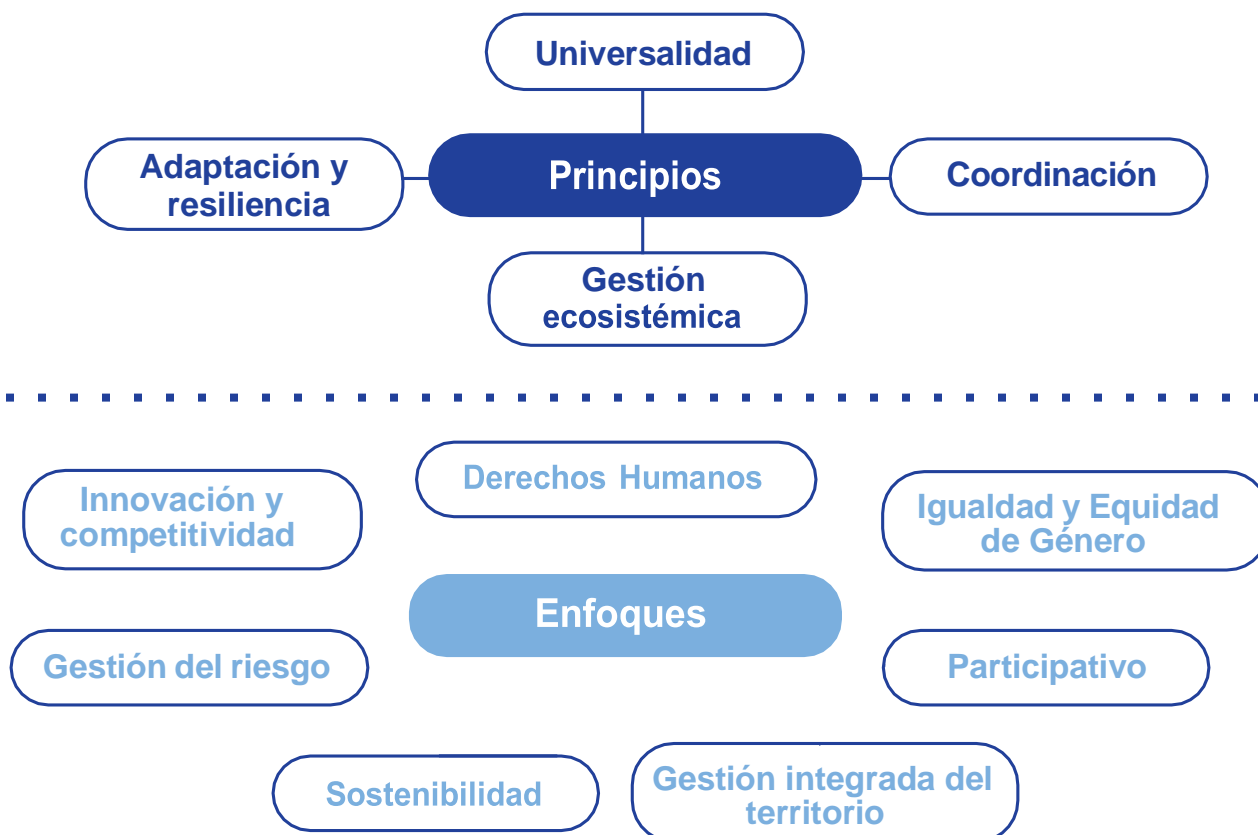 Universalidad
Adaptación y
resiliencia
Principios
Coordinación
Gestión
ecosistémica
Derechos Humanos
Innovación y
competitividad
Igualdad y Equidad
de Género
Enfoques
Gestión del riesgo
Participativo
Sostenibilidad
Gestión integrada del
territorio